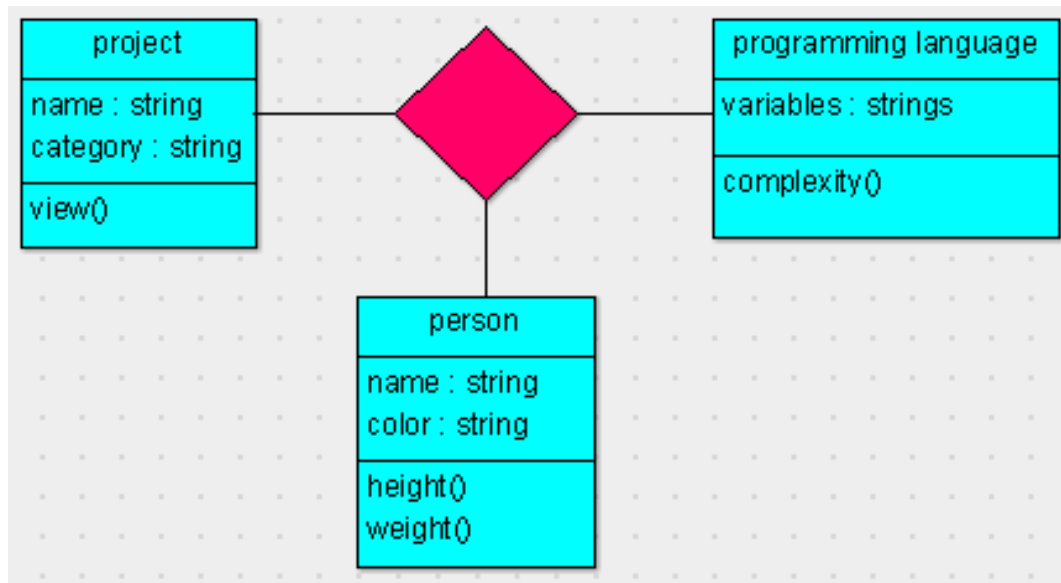 project
name : string
category : string
view()
programming language
variables : strings
complexity()
person
name : string
color : string
height()
weight()